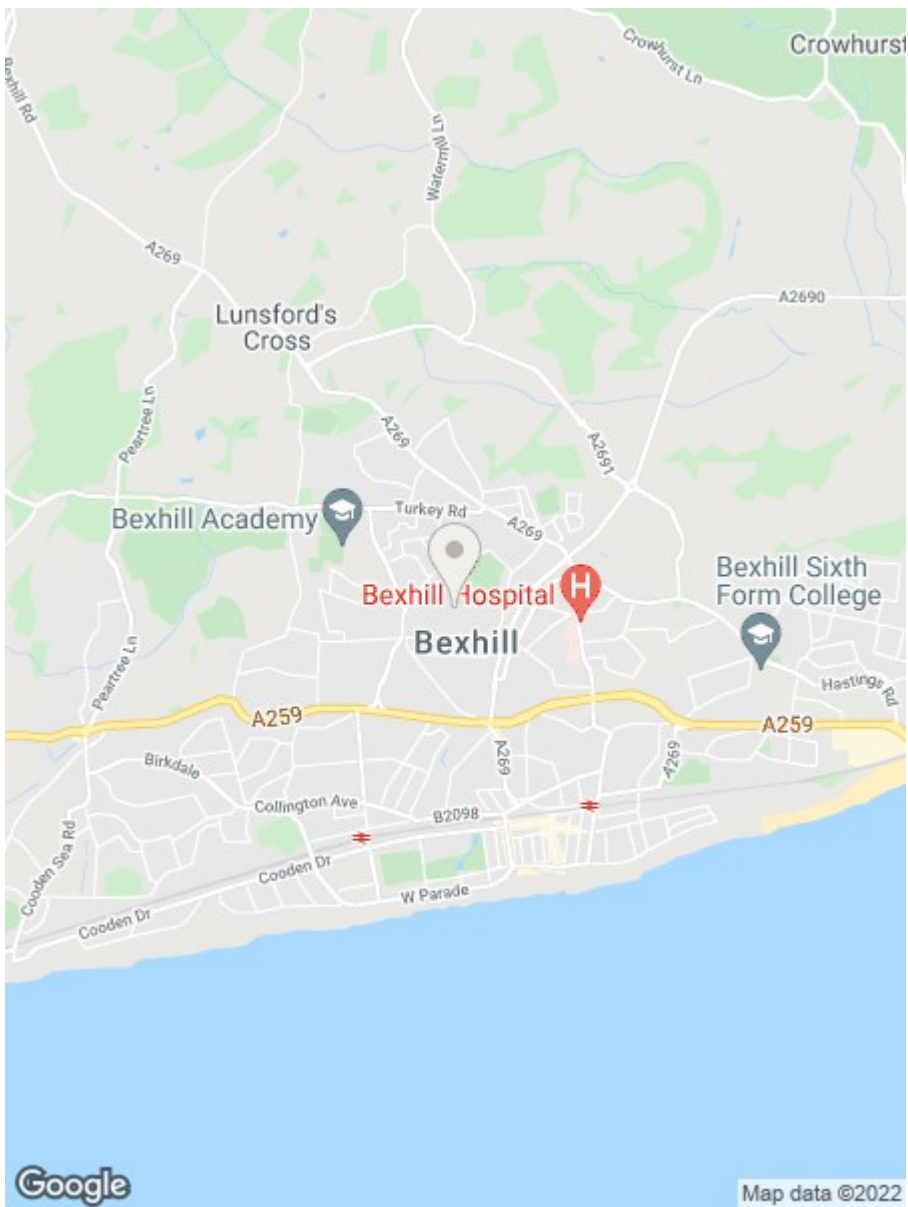 Crowhurst
Crowhurst Ln
Bexhill Rd
Watermill Ln
A269
A2690
Lunsford's
Cross
Peartree Ln
A269
A2691
Turkey Rd
Bexhill Academy
A269
Bexhill Hospital
H
Bexhill Sixth
Form College
Bexhill
Peartree Ln
Hastings Rd
A259
A259
A269
A269
Birkdale
Collington Ave
B2098
Cooden Sea Rd
Cooden Dr
W Parade
Cooden Dr
Google
Map data ©2022